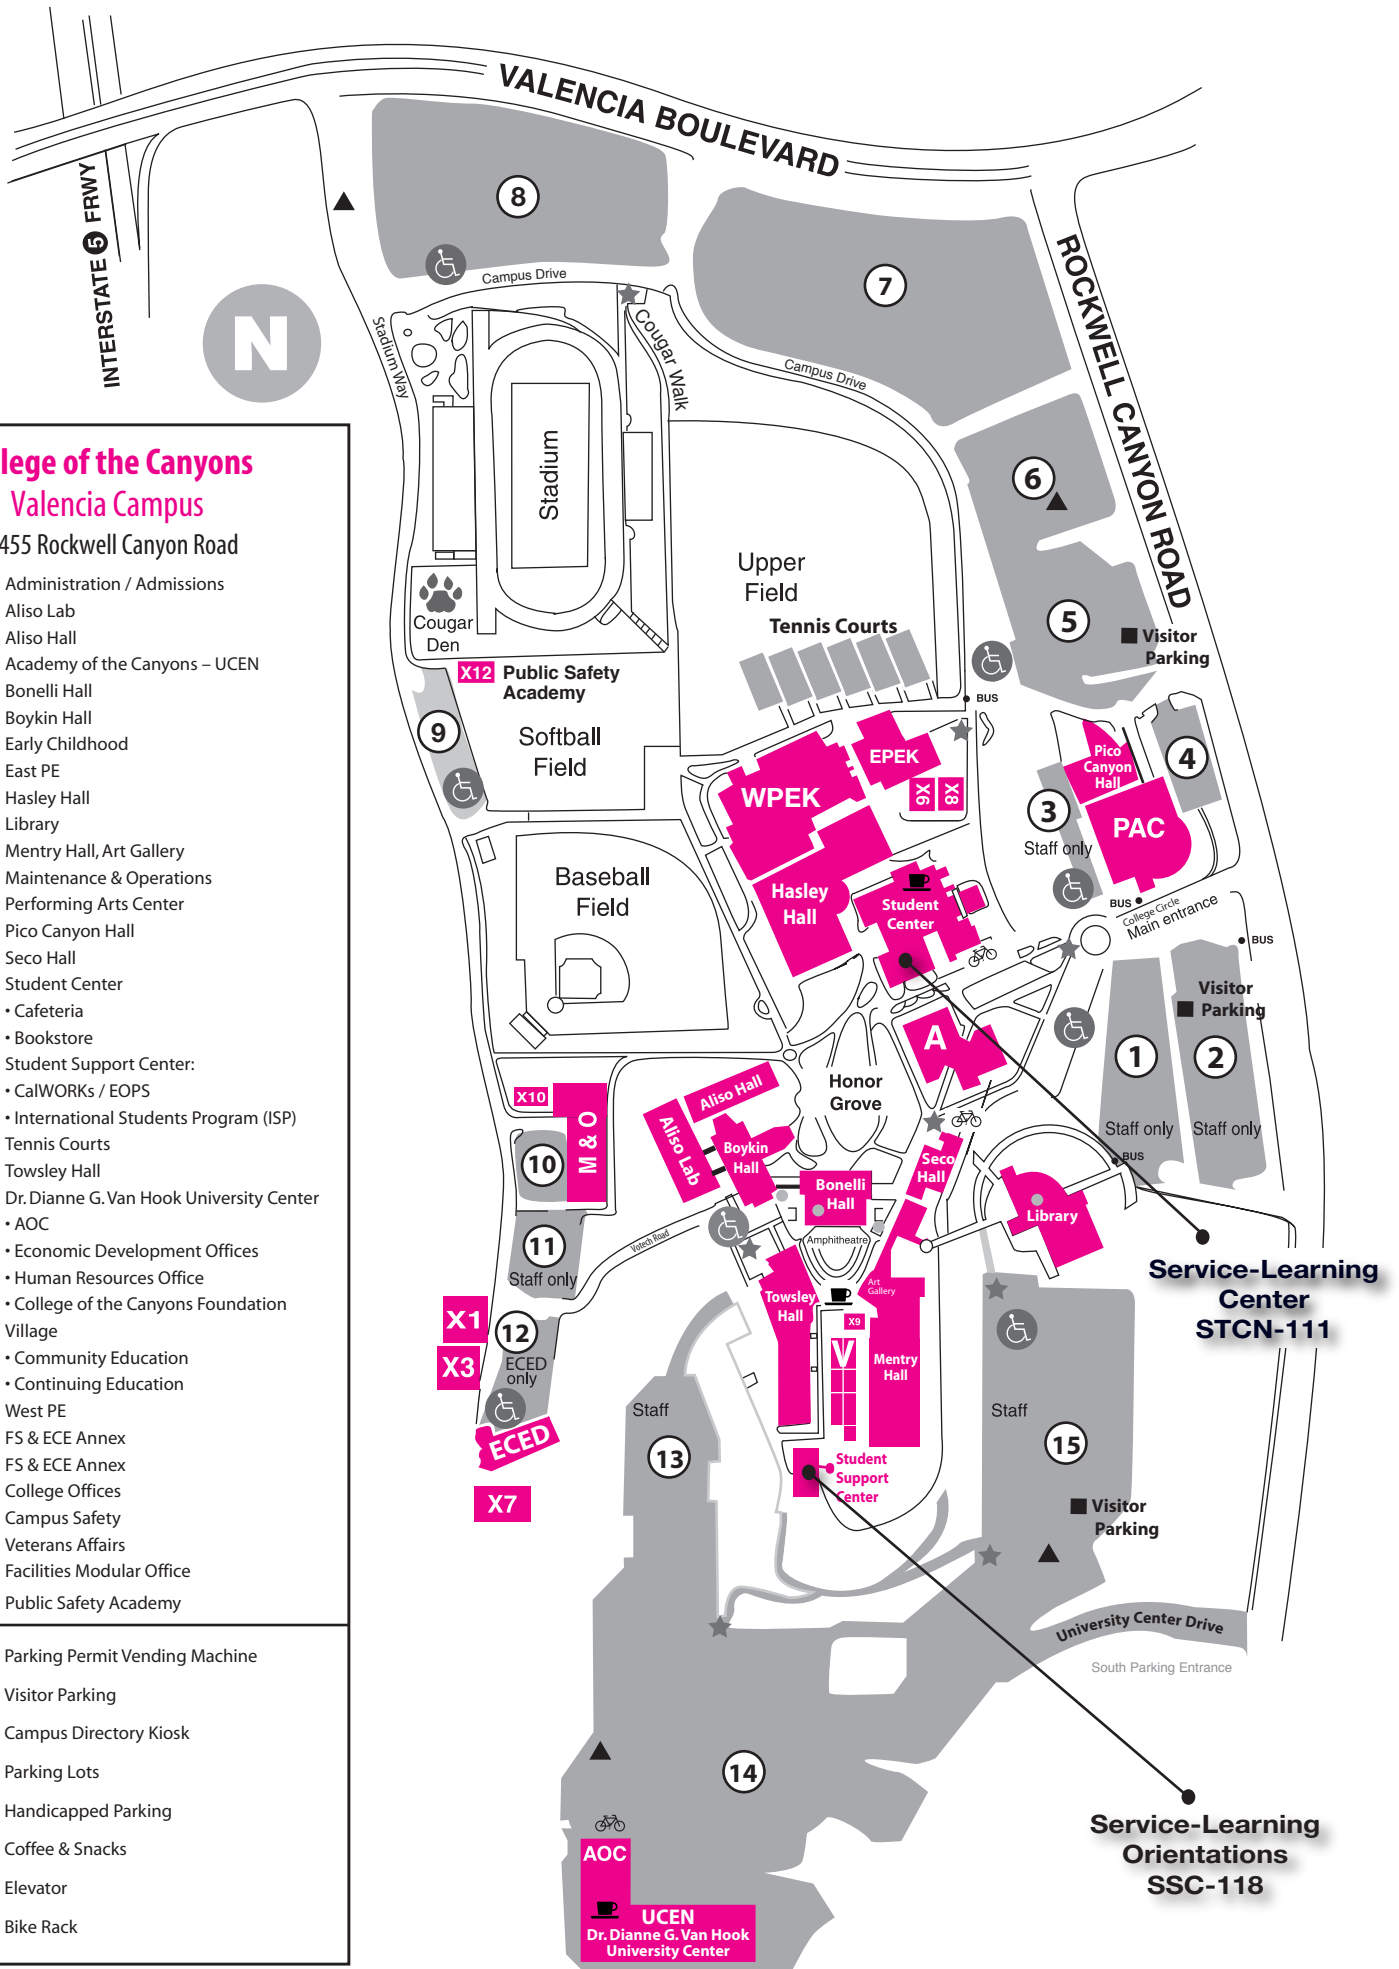 VALENCIA BOULEVARD
INTERSTATE 5 FRWY
ROCKWELL CANYON ROAD
8
7
Campus Drive
Stadium Way
Cougar Walk
Campus Drive
N
Stadium
6
5
Visitor
Parking
Upper
Field
Tennis Courts
Cougar
Den
X12 Public Safety
Academy
9
Softball
Field
BUS
EPEK
WPEK
X6
X8
Pico
Canyon
Hall
4
3
Staff only
PAC
Baseball
Field
Hasley
Hall
Student
Center
BUS
College Circle
Main entrance
BUS
Visitor
Parking
A
1
2
Staff only
Staff only
BUS
Honor
Grove
X10
M & O
Aliso Hall
Aliso Lab
Boykin
Hall
Bonelli
Hall
Seco
Hall
Library
10
11
Staff only
Votech Road
Amphitheatre
Art
Gallery
Towsley
Hall
X9
V
Mentry
Hall
X1
X3
12
ECED
only
ECED
X7
Staff
13
Student
Support
Center
Staff
15
Visitor
Parking
University Center Drive
South Parking Entrance
14
AOC
UCEN
Dr. Dianne G. Van Hook
University Center
Service-Learning
Center
STCN-111
Service-Learning
Orientations
SSC-118
lege of the Canyons
Valencia Campus
455 Rockwell Canyon Road
Administration / Admissions
Aliso Lab
Aliso Hall
Academy of the Canyons – UCEN
Bonelli Hall
Boykin Hall
Early Childhood
East PE
Hasley Hall
Library
Mentry Hall, Art Gallery
Maintenance & Operations
Performing Arts Center
Pico Canyon Hall
Seco Hall
Student Center
• Cafeteria
• Bookstore
Student Support Center:
• CalWORKs / EOPS
• International Students Program (ISP)
Tennis Courts
Towsley Hall
Dr. Dianne G. Van Hook University Center
• AOC
• Economic Development Offices
• Human Resources Office
• College of the Canyons Foundation
Village
• Community Education
• Continuing Education
West PE
FS & ECE Annex
FS & ECE Annex
College Offices
Campus Safety
Veterans Affairs
Facilities Modular Office
Public Safety Academy
Parking Permit Vending Machine
Visitor Parking
Campus Directory Kiosk
Parking Lots
Handicapped Parking
Coffee & Snacks
Elevator
Bike Rack